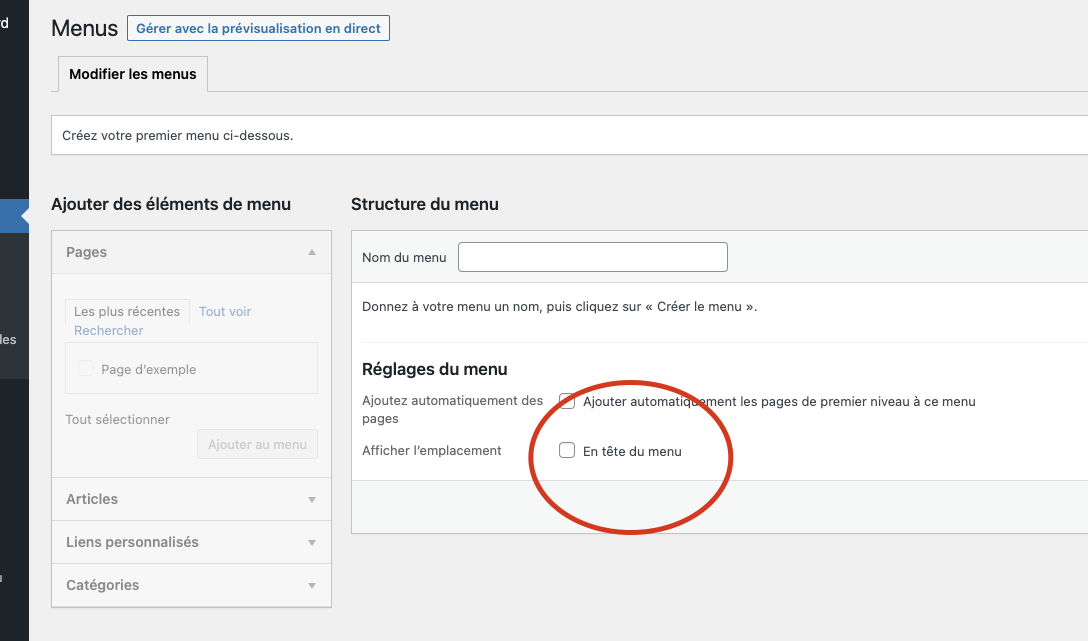 rd
Menus
Gérer avec la prévisualisation en direct
Modifier les menus
Créez votre premier menu ci-dessous.
Ajouter des éléments de menu
Pages
Les plus récentes
Tout voir
Rechercher
Page d’exemple
Tout sélectionner
Ajouter au menu
Articles
Liens personnalisés
Catégories
Structure du menu
Nom du menu
Donnez à votre menu un nom, puis cliquez sur « Créer le menu ».
Réglages du menu
Ajoutez automatiquement des
pages
Ajouter automatiquement les pages de premier niveau à ce menu
Afficher l’emplacement
En tête du menu
les